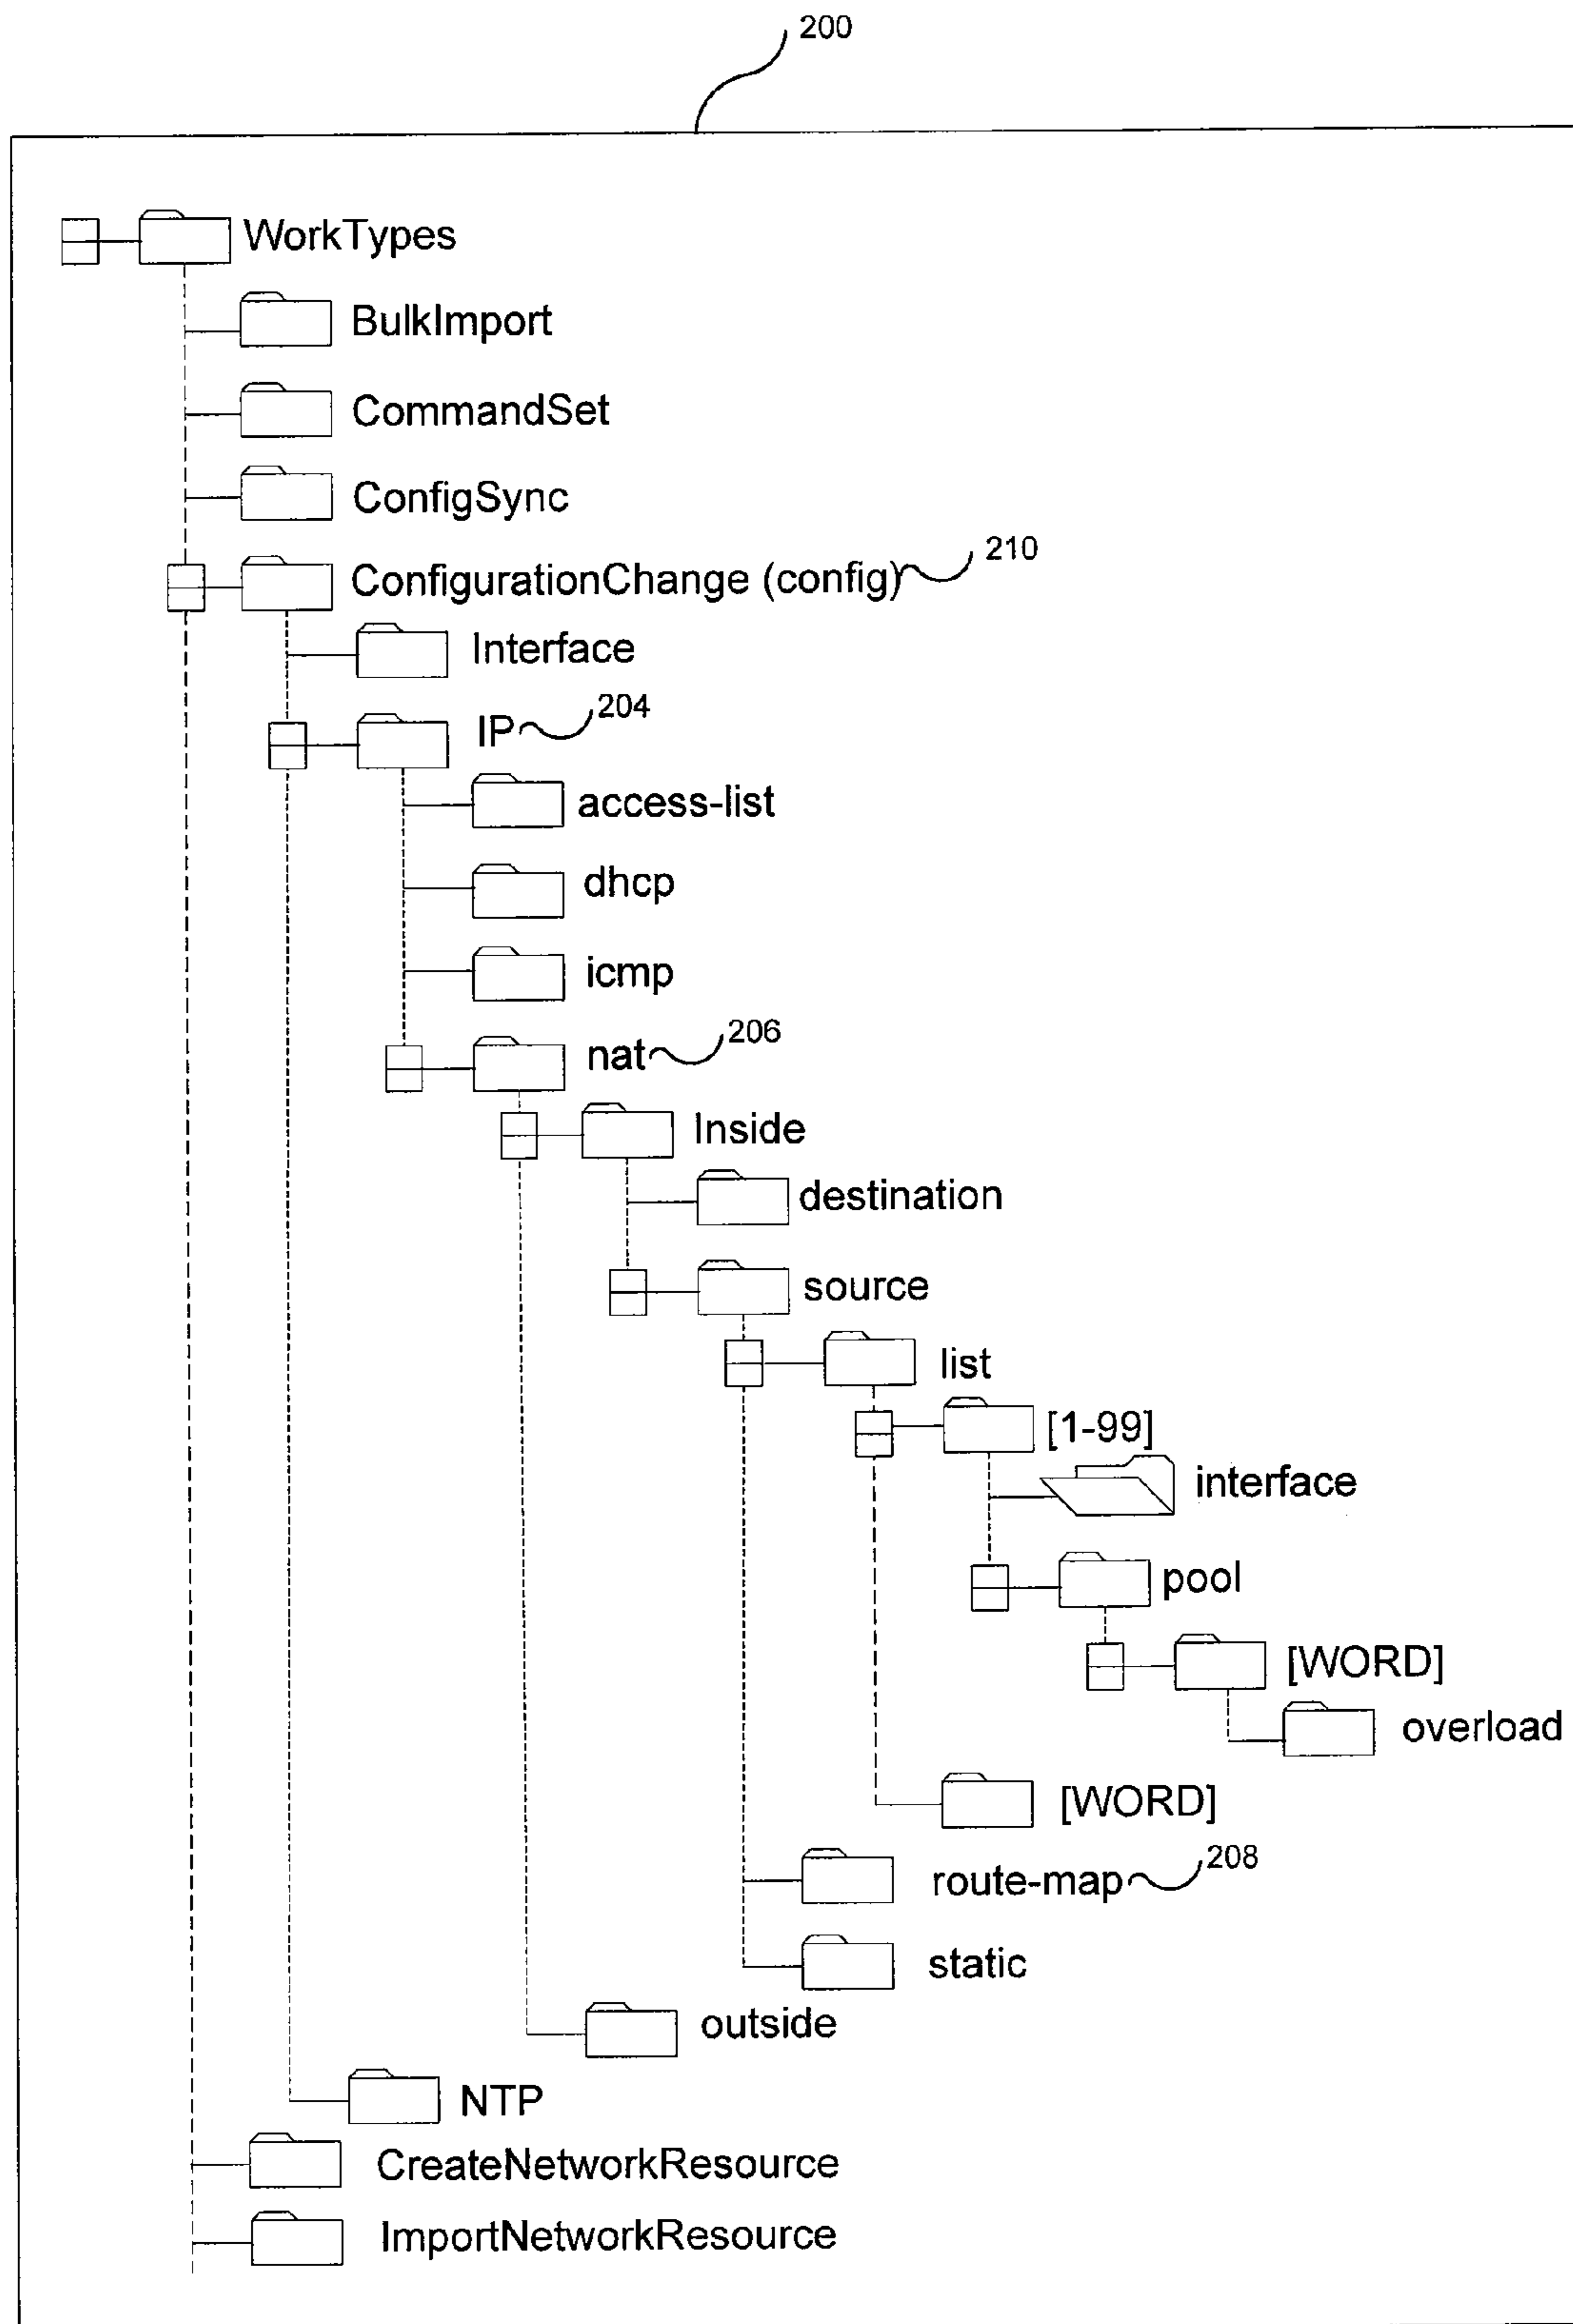 200
WorkTypes
BulkImport
CommandSet
ConfigSync
ConfigurationChange (config) 210
Interface
IP 204
access-list
dhcp
icmp
nat 206
Inside
destination
source
list
[1-99]
interface
pool
[WORD]
overload
[WORD]
route-map 208
static
outside
NTP
CreateNetworkResource
ImportNetworkResource